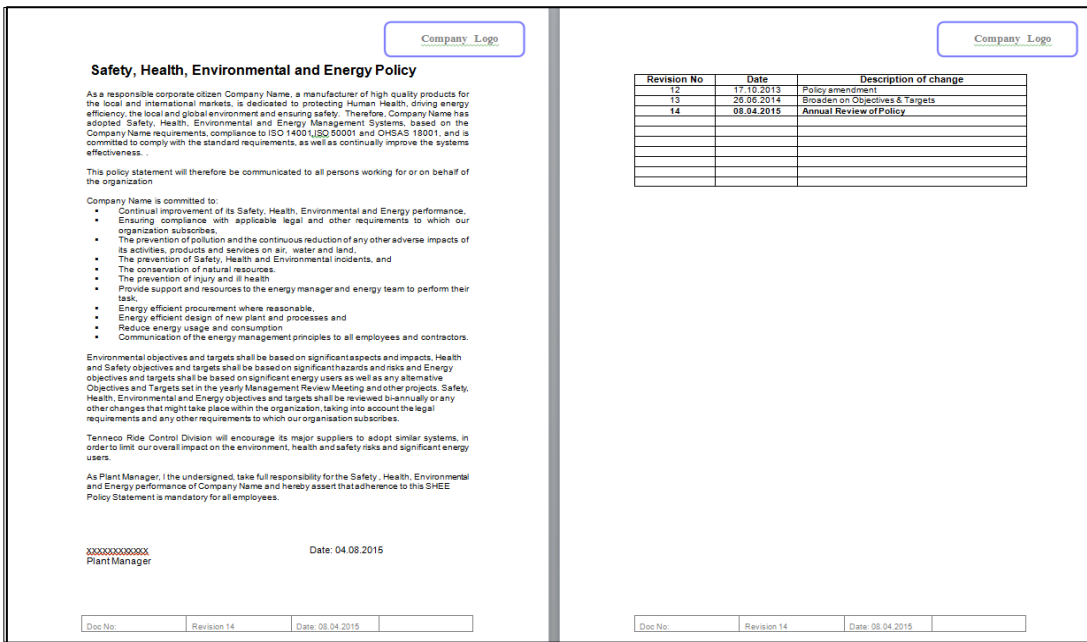 Company Logo
Safety, Health, Environmental and Energy Policy
As a responsible corporate citizen Company Name, a manufacturer of high quality products for
the local and international markets, is dedicated to protecting Human Health, driving energy
efficiency, the local and global environment and ensuring safety. Therefore, Company Name has
adopted Safety, Health, Environmental and Energy Management Systems, based on the
Company Name requirements, compliance to ISO 14001,ISO 50001 and OHSAS 18001, and is
committed to comply with the standard requirements, as well as continually improve the systems
effectiveness. .
This policy statement will therefore be communicated to all persons working for or on behalf of
the organization
Company Name is committed to:
▪ Continual improvement of its Safety, Health, Environmental and Energy performance,
▪ Ensuring compliance with applicable legal and other requirements to which our
organization subscribes,
▪ The prevention of pollution and the continuous reduction of any other adverse impacts of
its activities, products and services on air, water and land,
▪ The prevention of Safety, Health and Environmental incidents, and
▪ The conservation of natural resources.
▪ The prevention of injury and ill health
▪ Provide support and resources to the energy manager and energy team to perform their
task,
▪ Energy efficient procurement where reasonable,
▪ Energy efficient design of new plant and processes and
▪ Reduce energy usage and consumption
▪ Communication of the energy management principles to all employees and contractors.
Environmental objectives and targets shall be based on significant aspects and impacts, Health
and Safety objectives and targets shall be based on significant hazards and risks and Energy
objectives and targets shall be based on significant energy users as well as any alternative
Objectives and Targets set in the yearly Management Review Meeting and other projects. Safety,
Health, Environmental and Energy objectives and targets shall be reviewed bi-annually or any
other changes that might take place within the organization, taking into account the legal
requirements and any other requirements to which our organisation subscribes.
Tenneco Ride Control Division will encourage its major suppliers to adopt similar systems, in
order to limit our overall impact on the environment, health and safety risks and significant energy
users.
As Plant Manager, I the undersigned, take full responsibility for the Safety , Health, Environmental
and Energy performance of Company Name and hereby assert that adherence to this SHEE
Policy Statement is mandatory for all employees.
xxxxxxxxxxxx Date: 04.08.2015
Plant Manager
Doc No: Revision 14 Date: 08.04.2015
Company Logo
Revision No Date Description of change
12 17.10.2013 Policy amendment
13 26.06.2014 Broaden on Objectives & Targets
14 08.04.2015 Annual Review of Policy
Doc No: Revision 14 Date: 08.04.2015